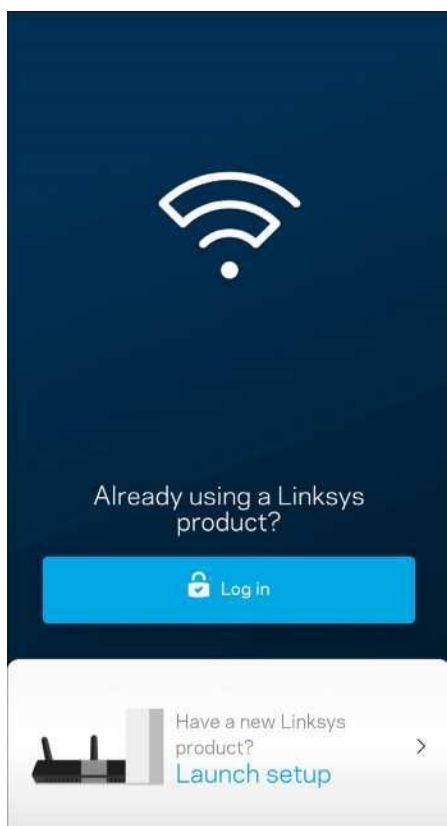 Already using a Linksys
product?
Log in
Have a new Linksys
product?
Launch setup